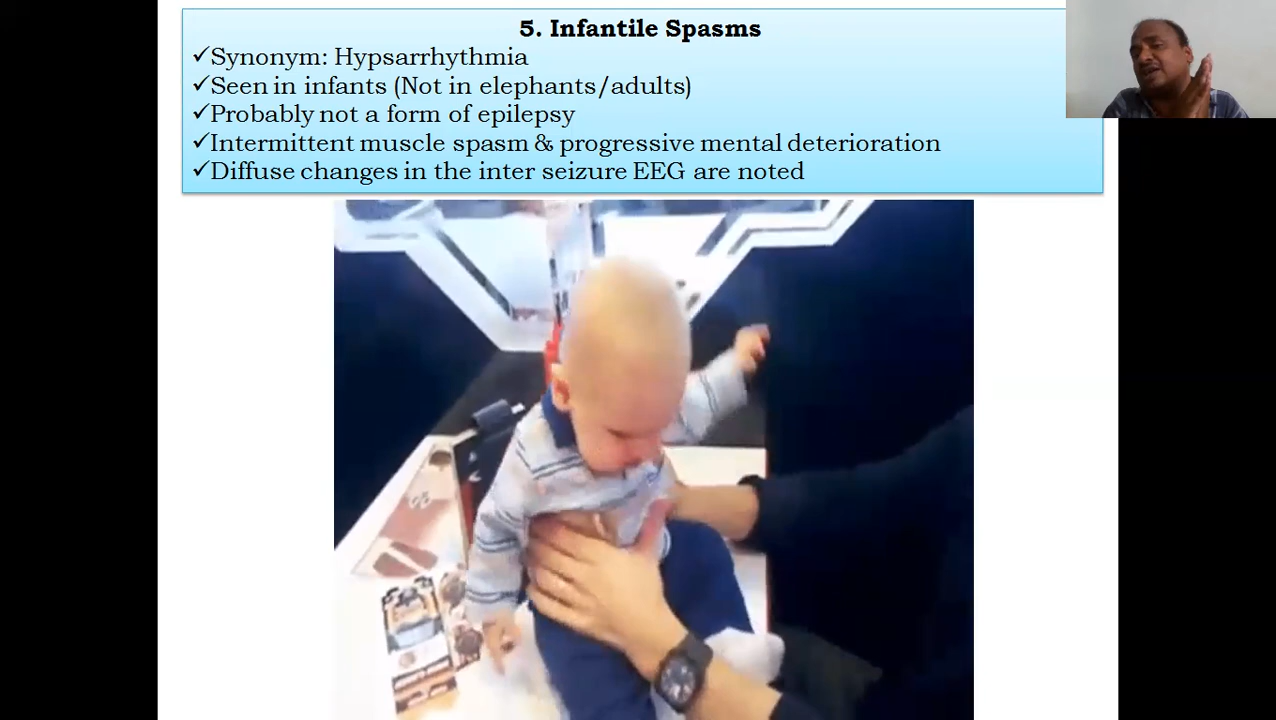 5. Infantile Spasms
✓Synonym: Hypsarrhythmia
✓Seen in infants (Not in elephants/adults)
✓Probably not a form of epilepsy
✓Intermittent muscle spasm & progressive mental deterioration
✓Diffuse changes in the inter seizure EEG are noted